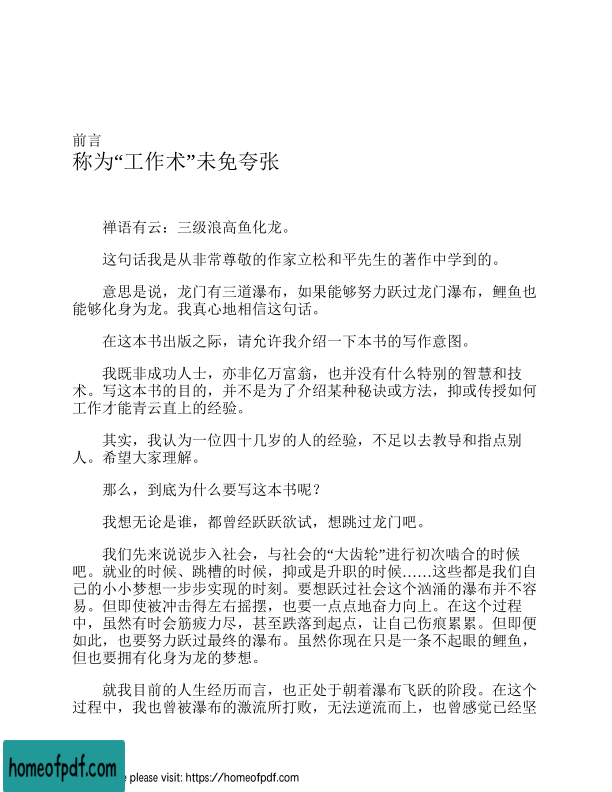 前言
称为“工作术”未免夸张
禅语有云：三级浪高鱼化龙。
这句话我是从非常尊敬的作家立松和平先生的著作中学到的。
意思是说，龙门有三道瀑布，如果能够努力跃过龙门瀑布，鲤鱼也
能够化身为龙。我真心地相信这句话。
在这本书出版之际，请允许我介绍一下本书的写作意图。
我既非成功人士，亦非亿万富翁，也并没有什么特别的智慧和技
术。写这本书的目的，并不是为了介绍某种秘诀或方法，抑或传授如何
工作才能青云直上的经验。
其实，我认为一位四十几岁的人的经验，不足以去教导和指点别
人。希望大家理解。
那么，到底为什么要写这本书呢？
我想无论是谁，都曾经跃跃欲试，想跳过龙门吧。
我们先来说说步入社会，与社会的“大齿轮”进行初次啮合的时候
吧。就业的时候、跳槽的时候，抑或是升职的时候……这些都是我们自
己的小小梦想一步步实现的时刻。要想跃过社会这个汹涌的瀑布并不容
易。但即使被冲击得左右摇摆，也要一点点地奋力向上。在这个过程
中，虽然有时会筋疲力尽，甚至跌落到起点，让自己伤痕累累。但即便
如此，也要努力跃过最终的瀑布。虽然你现在只是一条不起眼的鲤鱼，
但也要拥有化身为龙的梦想。
就我目前的人生经历而言，也正处于朝着瀑布飞跃的阶段。在这个
过程中，我也曾被瀑布的激流所打败，无法逆流而上，也曾感觉已经坚
homeofpdf.com
e please visit: https://homeofpdf.com